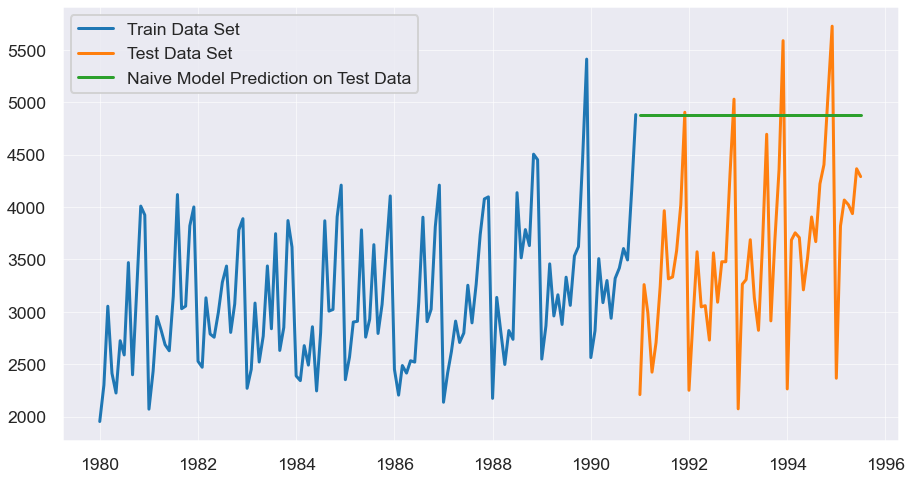 Train Data Set
Test Data Set
Naive Model Prediction on Test Data
5500
5000
4500
4000
3500
3000
2500
2000
1980 1982 1984 1986 1988 1990 1992 1994 1996